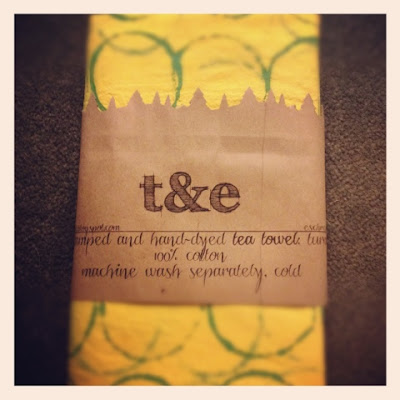 t&e
and hand-dyed tea towel:
100% cotton
machine wash separately, cold